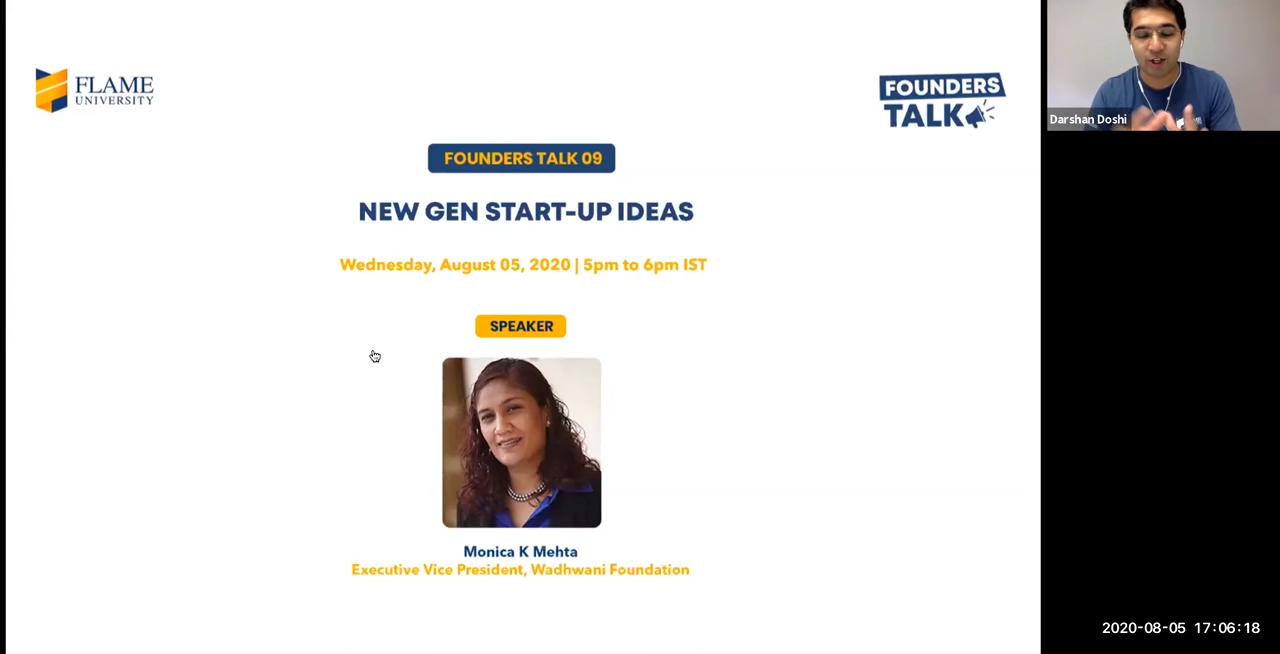 FLAME
UNIVERSITY
FOUNDERS
TALK
Darshan Doshi
FOUNDERS TALK 09
NEW GEN START-UP IDEAS
Wednesday, August 05, 2020 | 5pm to 6pm IST
SPEAKER
Monica K Mehta
Executive Vice President, Wadhwani Foundation
2020-08-05 17:06:18